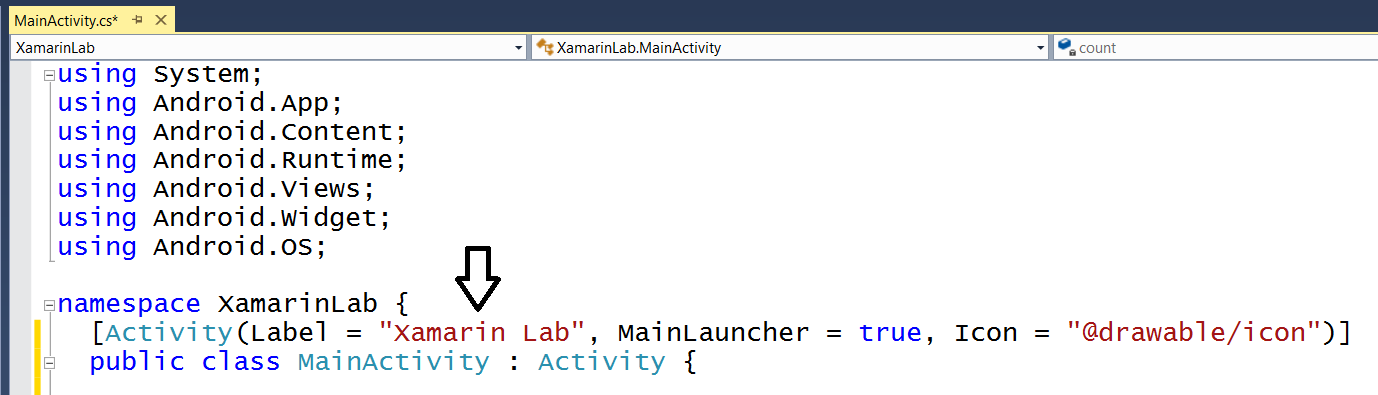 MainActivity.cs*
XamarinLab XamarinLab.MainActivity count
using System;
using Android.App;
using Android.Content;
using Android.Runtime;
using Android.Views;
using Android.Widget;
using Android.OS;
namespace XamarinLab {
[Activity(Label = "Xamarin Lab", MainLauncher = true, Icon = "@drawable/icon")]
public class MainActivity : Activity {